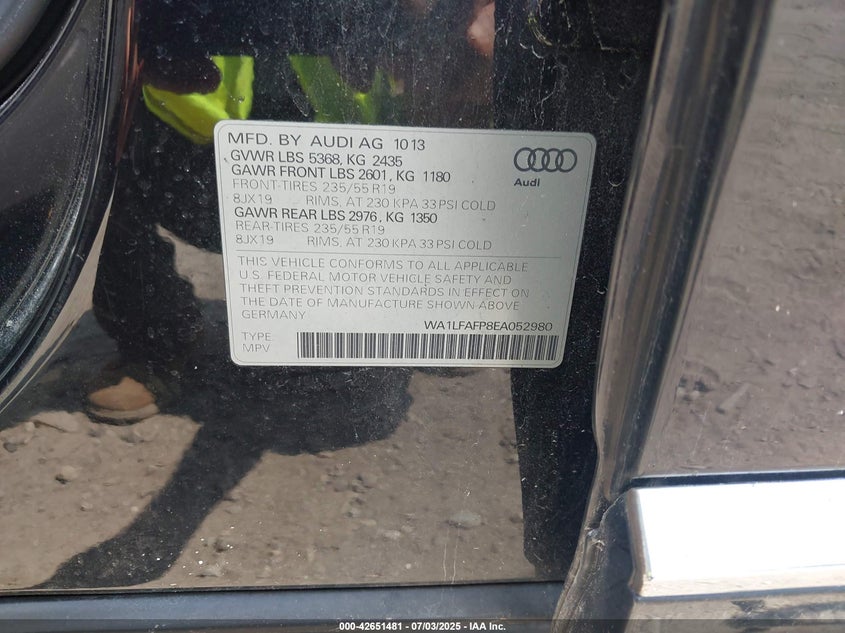 MFD. BY AUDI AG 1013
GVWR LBS 5368, KG 2435
GAWR FRONT LBS 2601, KG 1180
FRONT-TIRES 235/55 R19
8JX19 RIMS, AT 230 KPA 33 PSI COLD
GAWR REAR LBS 2976, KG 1350
REAR-TIRES 235/55 R19
8JX19 RIMS, AT 230 KPA 33 PSI COLD
Audi
THIS VEHICLE CONFORMS TO ALL APPLICABLE
U.S. FEDERAL MOTOR VEHICLE SAFETY AND
THEFT PREVENTION STANDARDS IN EFFECT ON
THE DATE OF MANUFACTURE SHOWN ABOVE
GERMANY
WA1LFAFP8EA052980
TYPE:
MPV
000-42651481 - 07/03/2025 - IAA Inc.